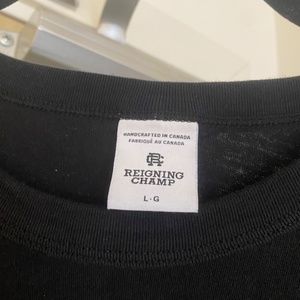 HANDCRAFTED IN CANADA
FABRIQUÉ AU CANADA
RC
REIGNING
CHAMP
L · G